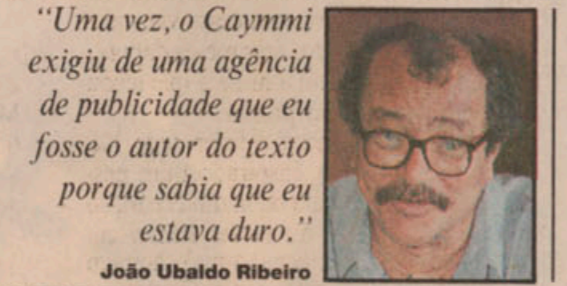 “Uma vez, o Caymmi
exigiu de uma agência
de publicidade que eu
fosse o autor do texto
porque sabia que eu
estava duro.”
João Ubaldo Ribeiro